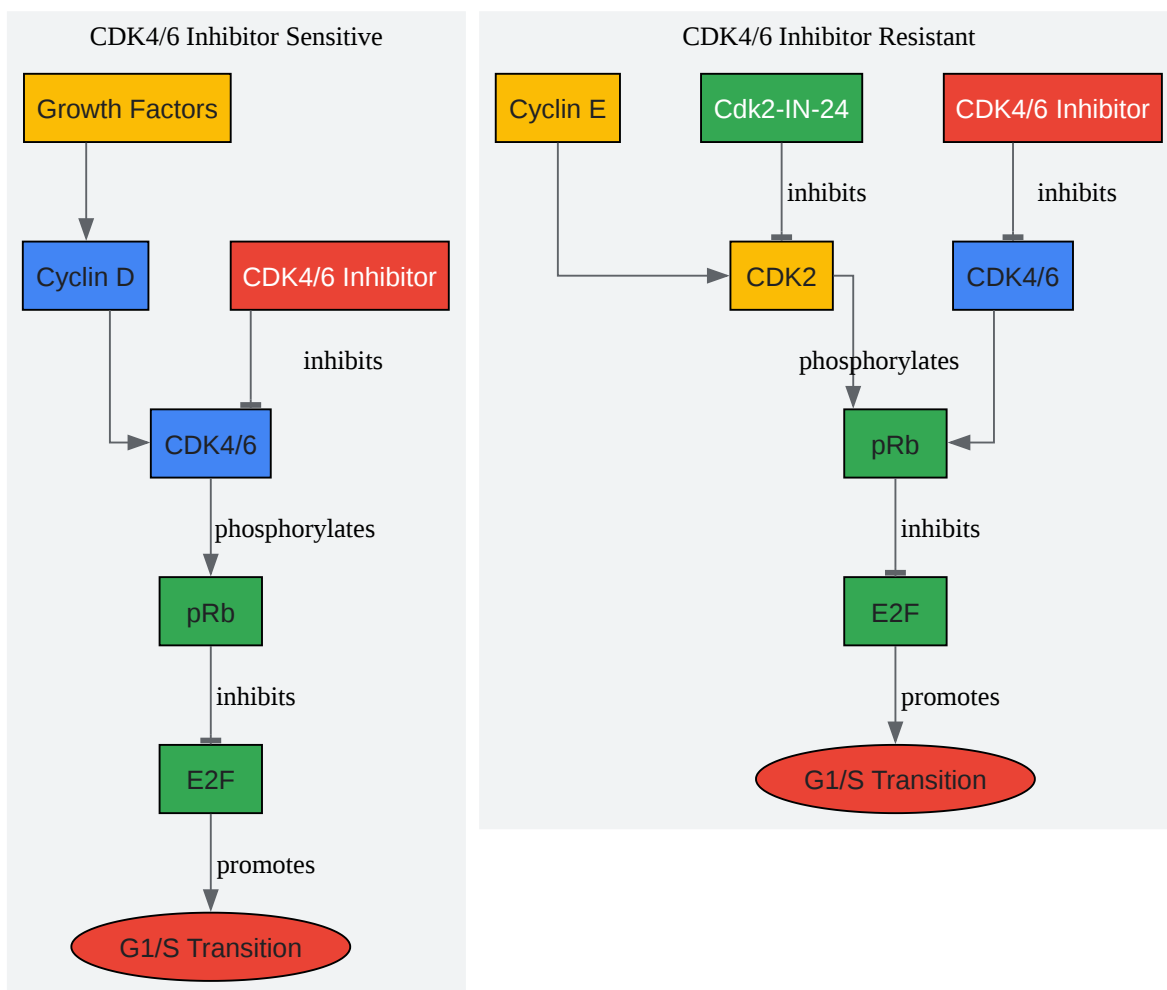 CDK4/6 Inhibitor Sensitive
Growth Factors
Cyclin D
CDK4/6 Inhibitor
inhibits
CDK4/6
phosphorylates
pRb
inhibits
E2F
promotes
G1/S Transition
CDK4/6 Inhibitor Resistant
Cyclin E
Cdk2-IN-24
CDK4/6 Inhibitor
inhibits
inhibits
CDK2
CDK4/6
phosphorylates
pRb
inhibits
E2F
promotes
G1/S Transition